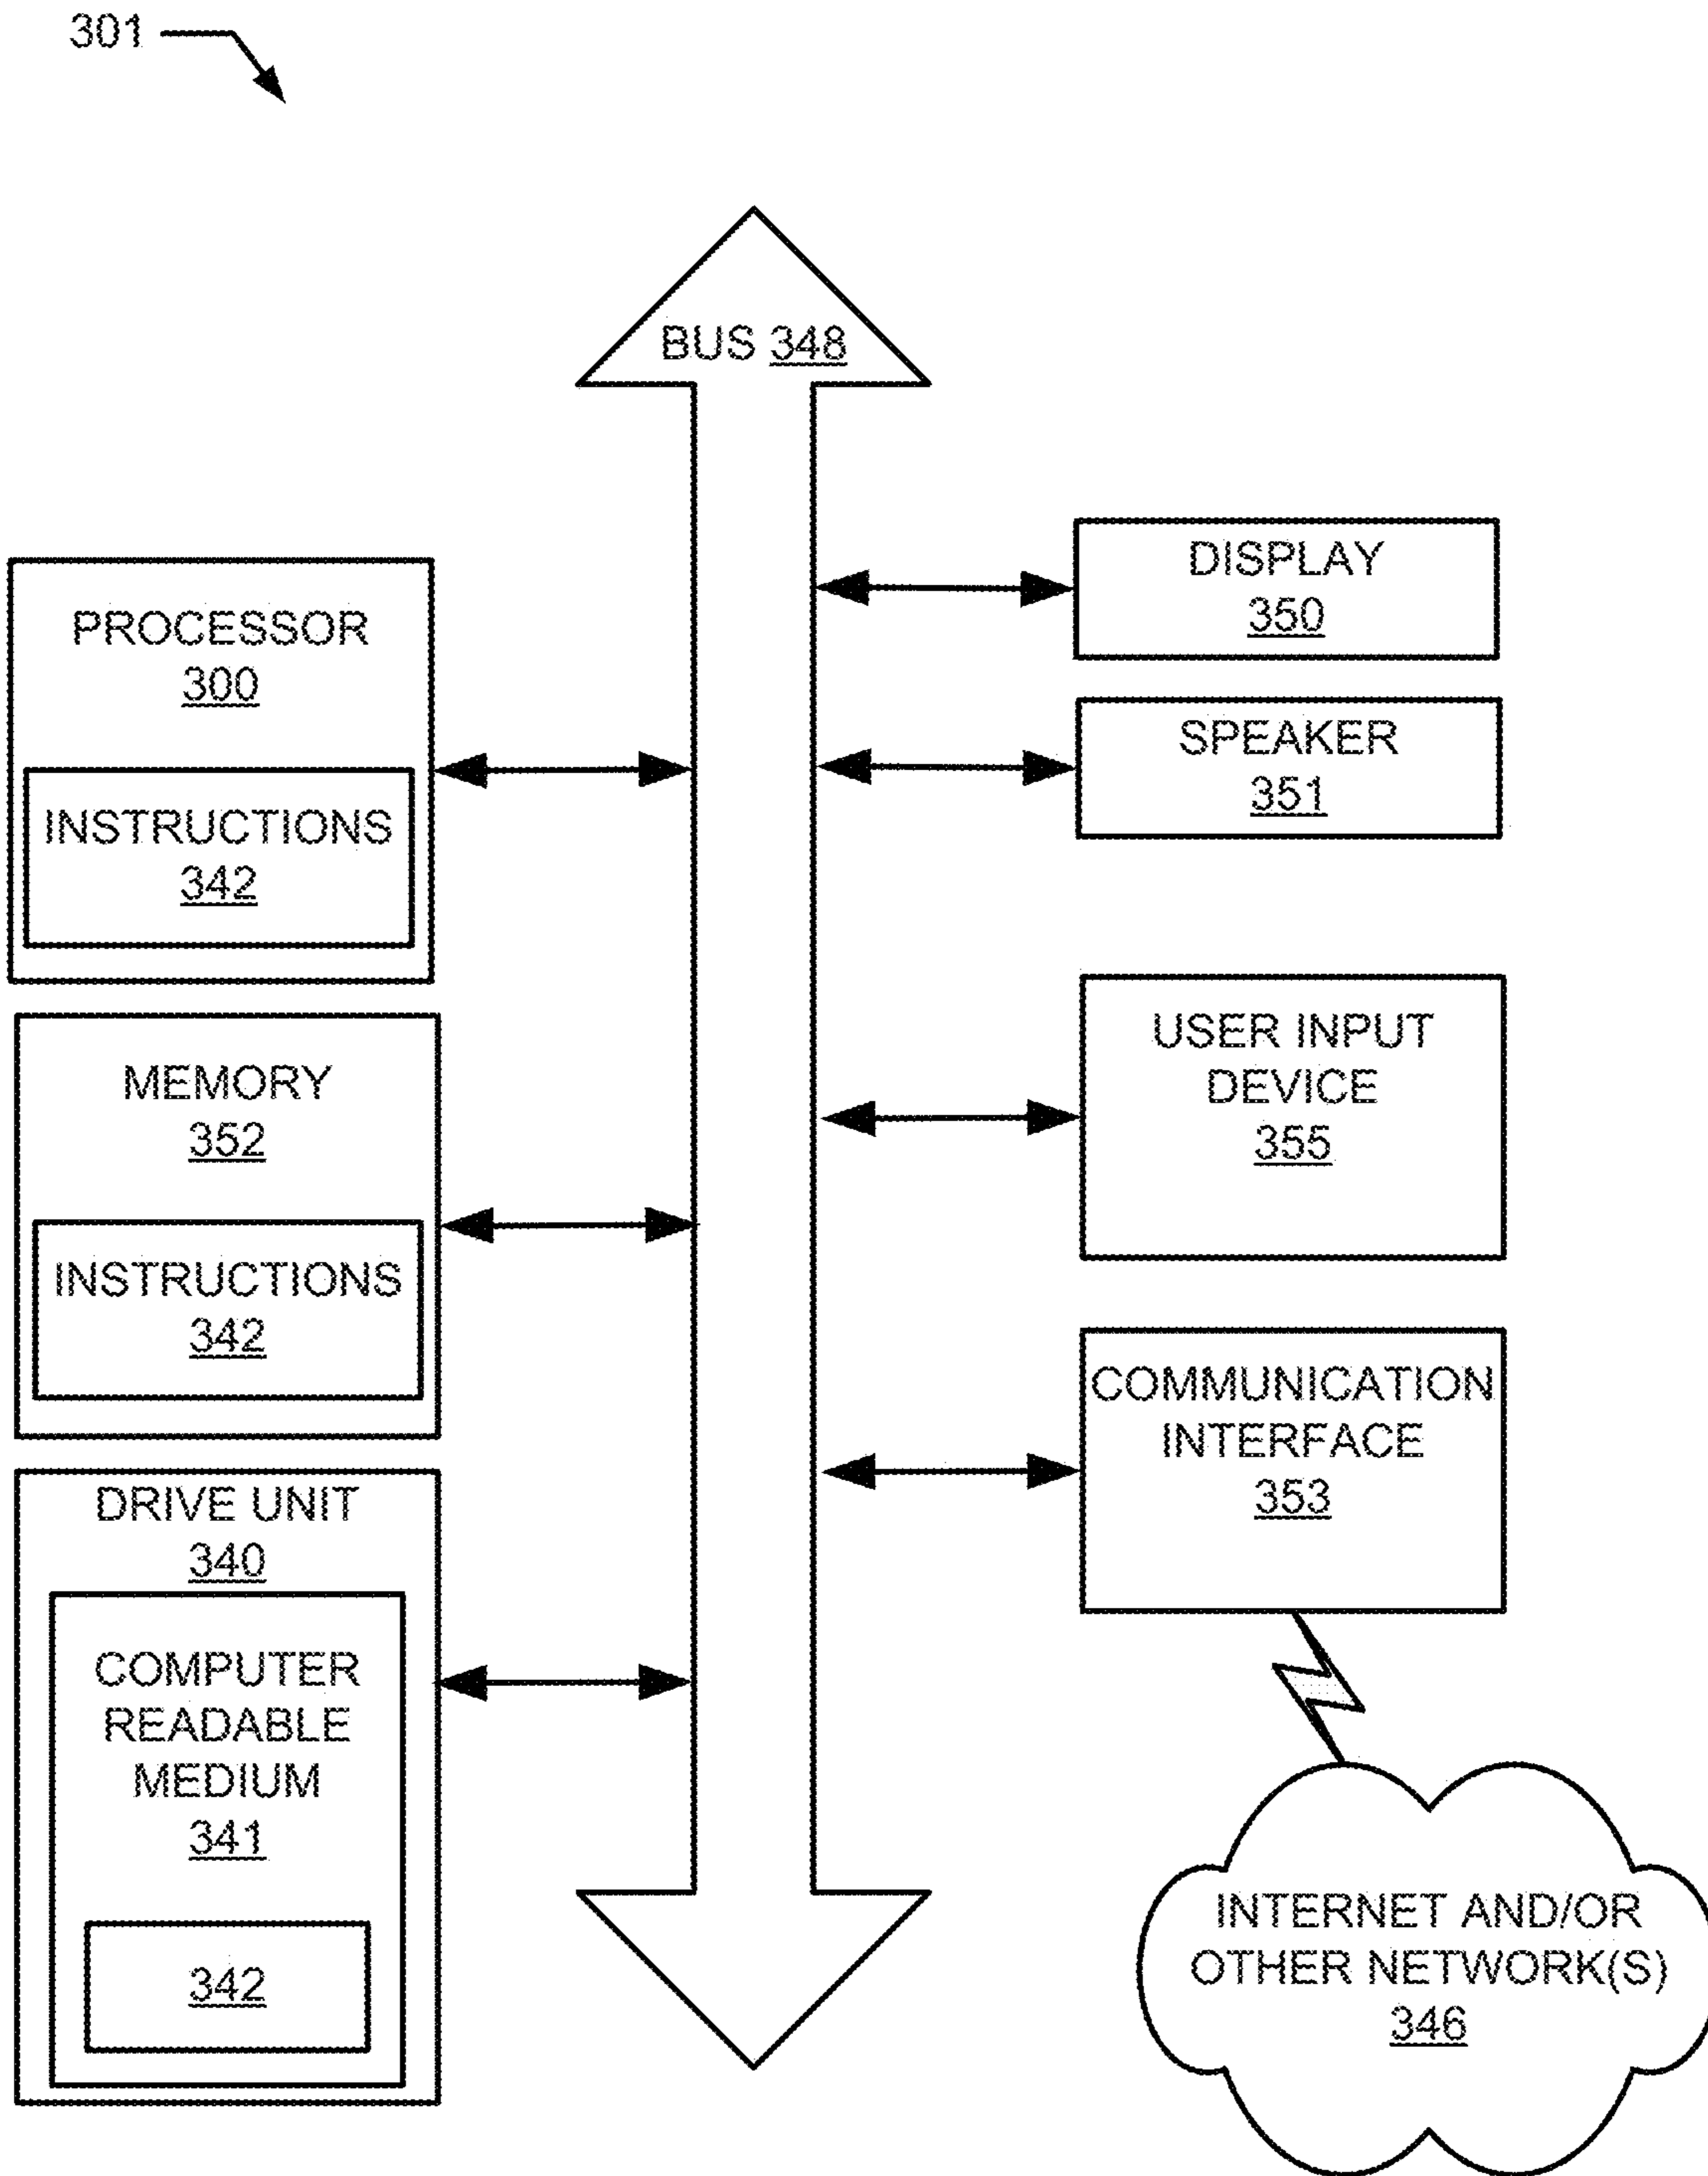 301
BUS 348
PROCESSOR
300
INSTRUCTIONS
342
MEMORY
352
INSTRUCTIONS
342
DRIVE UNIT
340
COMPUTER
READABLE
MEDIUM
341
342
DISPLAY
350
SPEAKER
351
USER INPUT
DEVICE
355
COMMUNICATION
INTERFACE
353
INTERNET AND/OR
OTHER NETWORK(S)
346